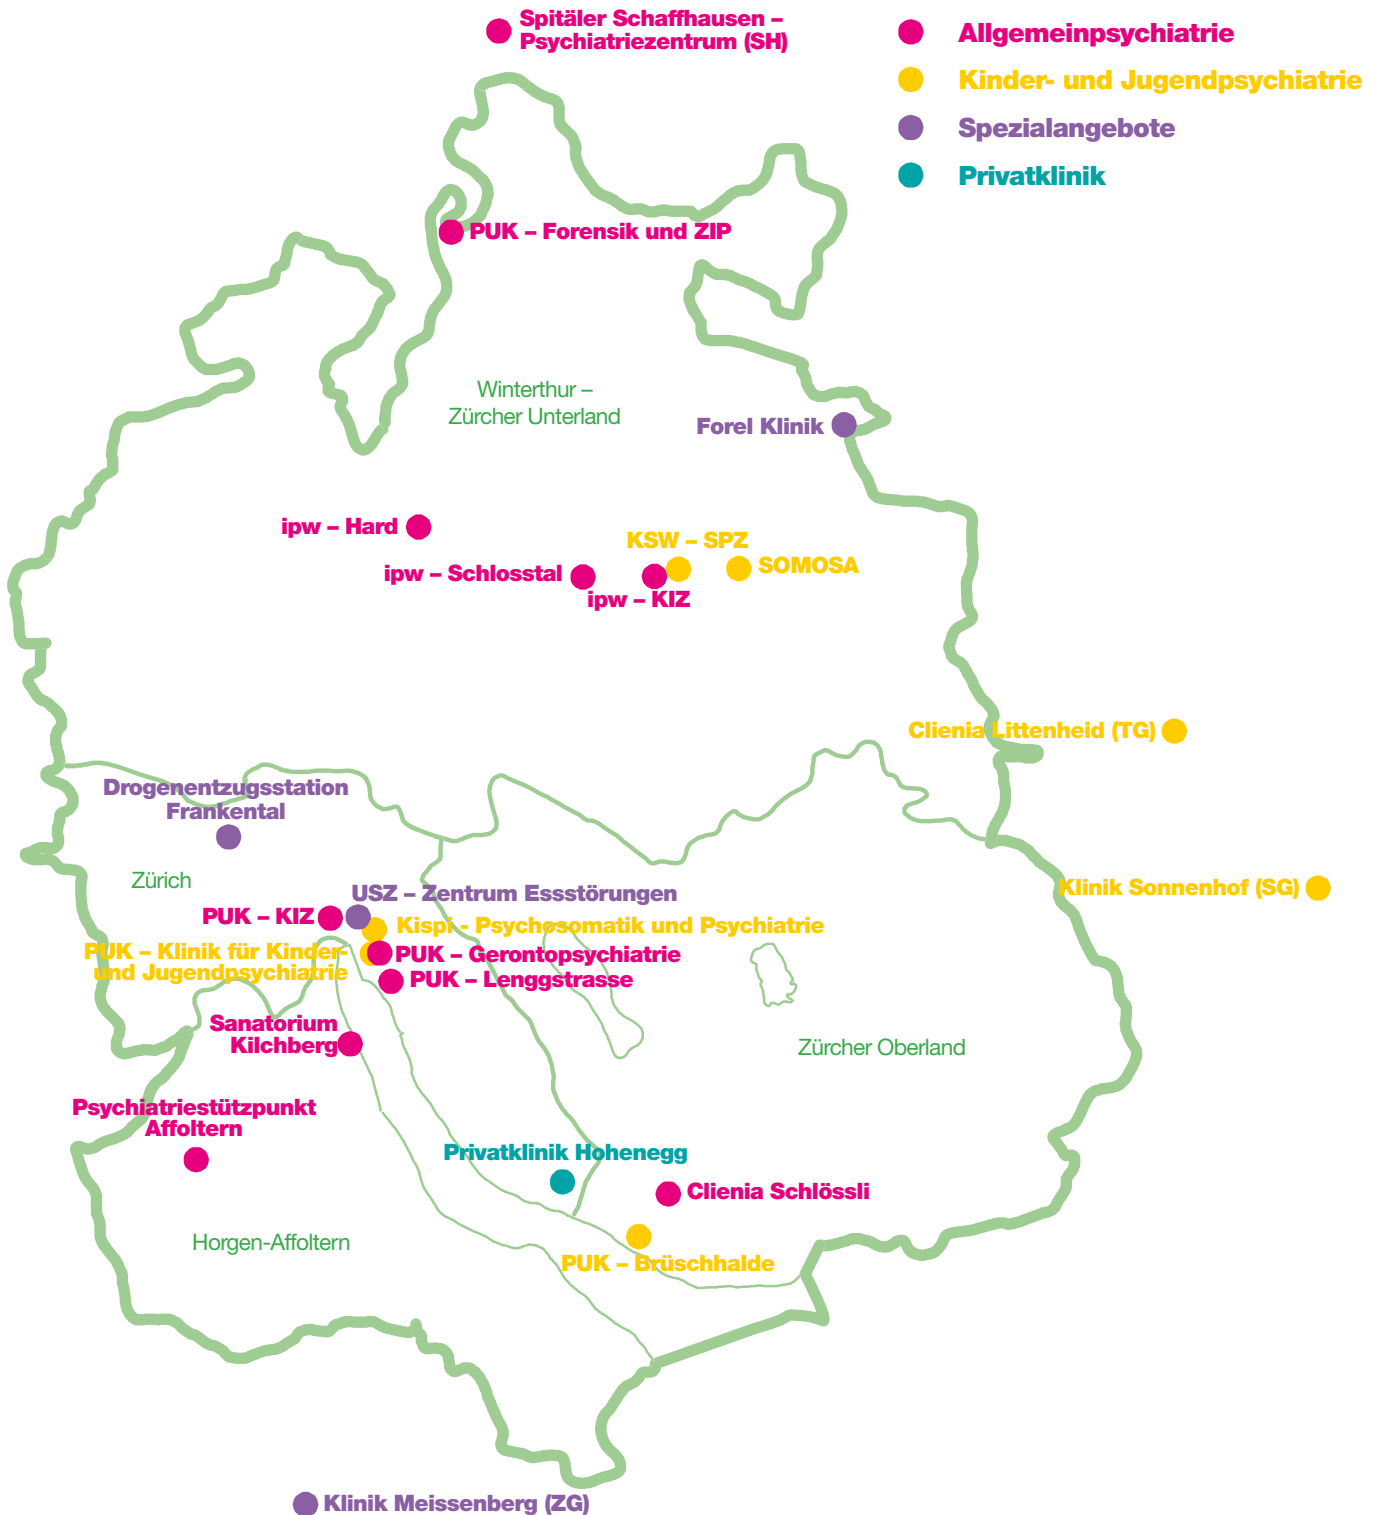 Spitäler Schaffhausen –
Psychiatriezentrum (SH)
Allgemeinpsychiatrie
Kinder- und Jugendpsychiatrie
Spezialangebote
Privatklinik
PUK – Forensik und ZIP
Winterthur –
Zürcher Unterland
Forel Klinik
ipw – Hard
KSW – SPZ
SOMOSA
ipw – Schlosstal
ipw – KIZ
Clienia Littenheid (TG)
Drogenentzugsstation
Frankental
Zürich
Klinik Sonnenhof (SG)
USZ – Zentrum Essstörungen
PUK – KIZ
Kispi - Psychosomatik und Psychiatrie
PUK – Klinik für Kinder-
und Jugendpsychiatrie
PUK – Gerontopsychiatrie
PUK – Lenggstrasse
Sanatorium
Kilchberg
Zürcher Oberland
Psychiatriestützpunkt
Affoltern
Privatklinik Hohenegg
Clienia Schlössli
Horgen-Affoltern
PUK – Brüschhalde
Klinik Meissenberg (ZG)